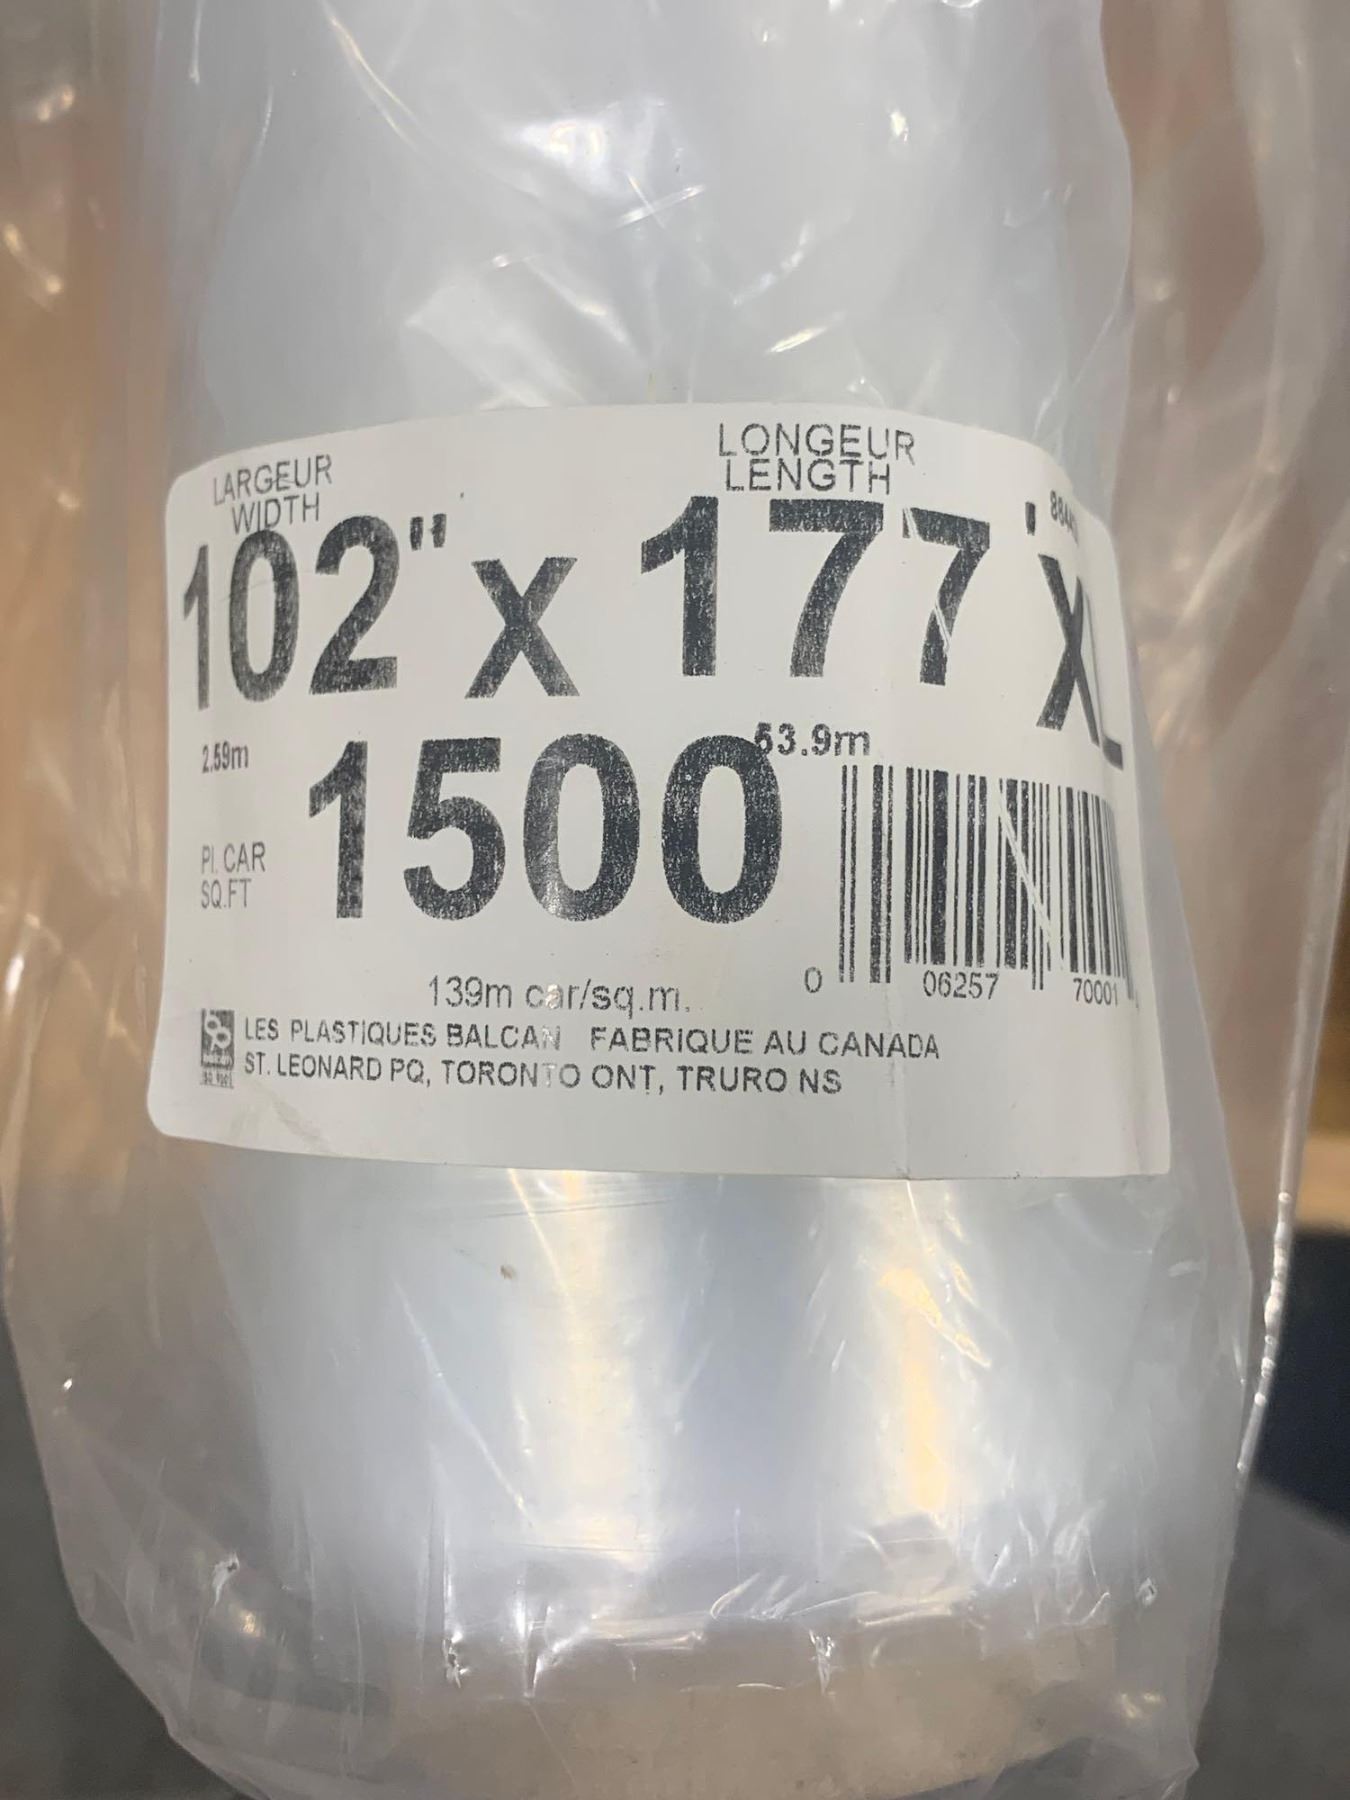 LARGEUR
WIDTH
LONGEUR
LENGTH
102" x 177' XL
2.59m
53.9m
PI. CAR
SQ.FT
1500
139m car/sq.m.
0 06257 70001
LES PLASTIQUES BALCAN FABRIQUE AU CANADA
ST. LEONARD PQ, TORONTO ONT, TRURO NS